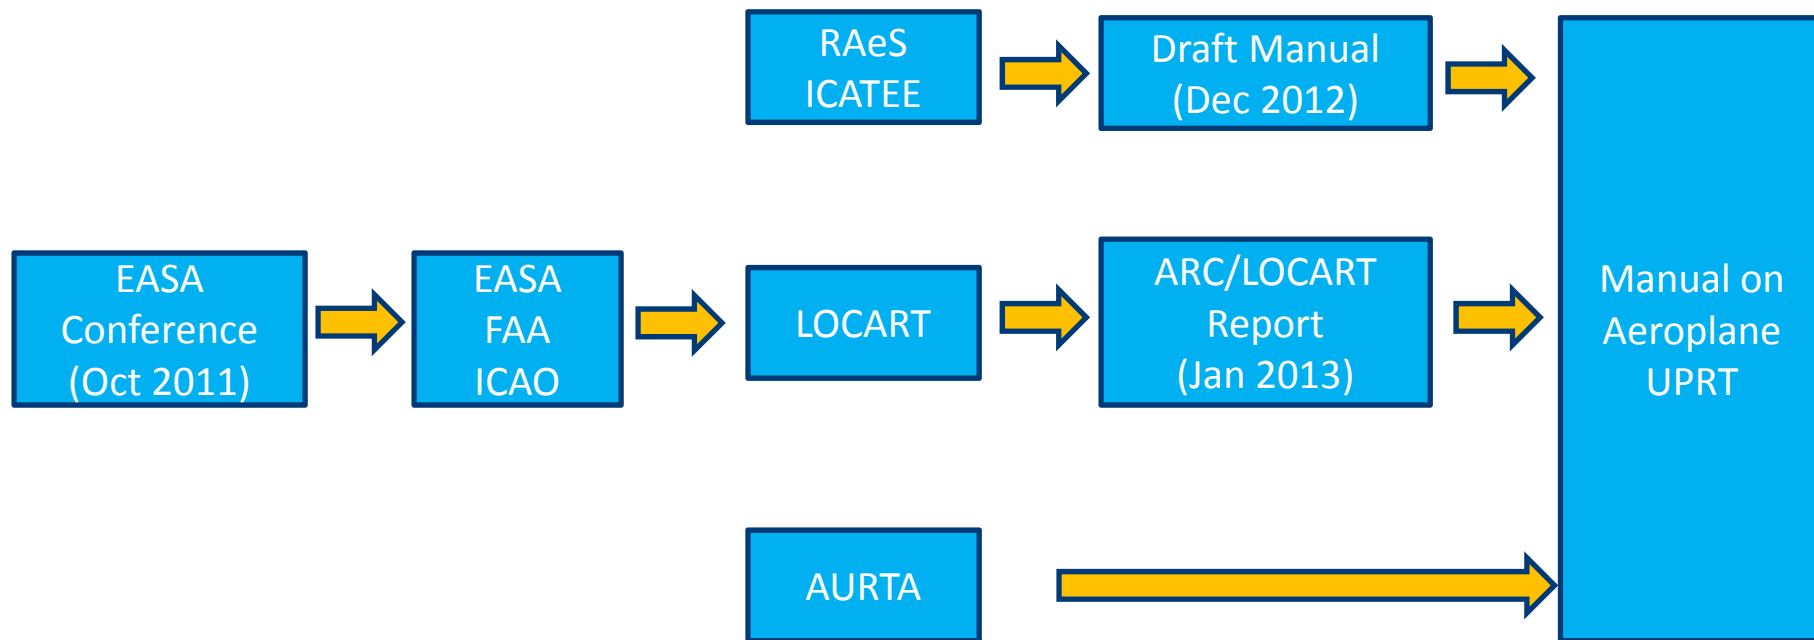 RAeS
ICATEE
Draft Manual
(Dec 2012)
EASA
Conference
(Oct 2011)
EASA
FAA
ICAO
LOCART
ARC/LOCART
Report
(Jan 2013)
Manual on
Aeroplane
UPRT
AURTA